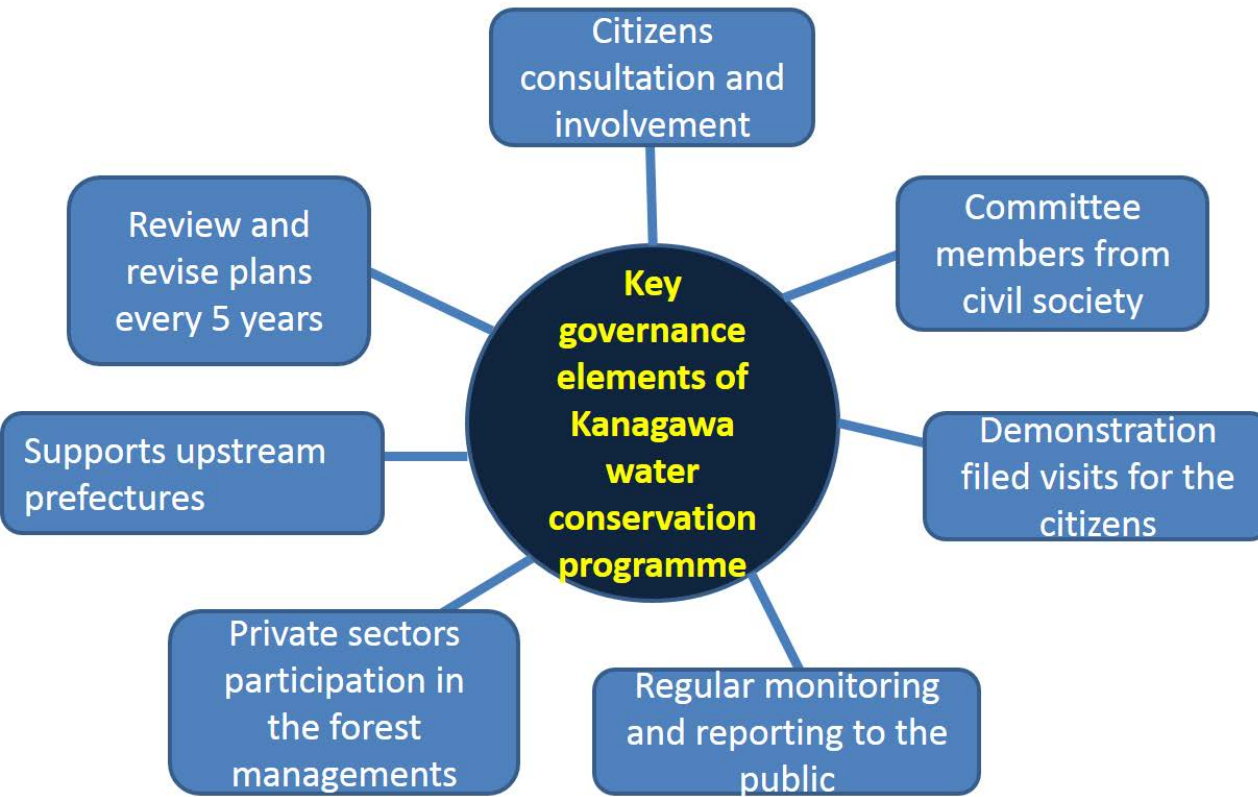 Citizens
consultation and
involvement
Committee
members from
civil society
Demonstration
filed visits for the
citizens
Regular monitoring
and reporting to the
public
Private sectors
participation in
the forest
managements
Supports upstream
prefectures
Review and
revise plans
every 5 years
Key
governance
elements of
Kanagawa
water
conservation
programme